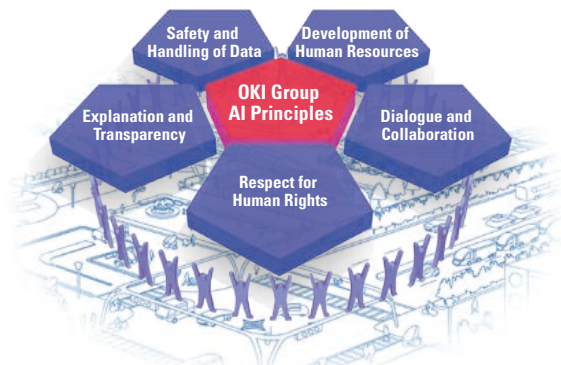 Safety and
Handling of Data
Development of
Human Resources
OKI Group
AI Principles
Explanation and
Transparency
Dialogue and
Collaboration
Respect for
Human Rights